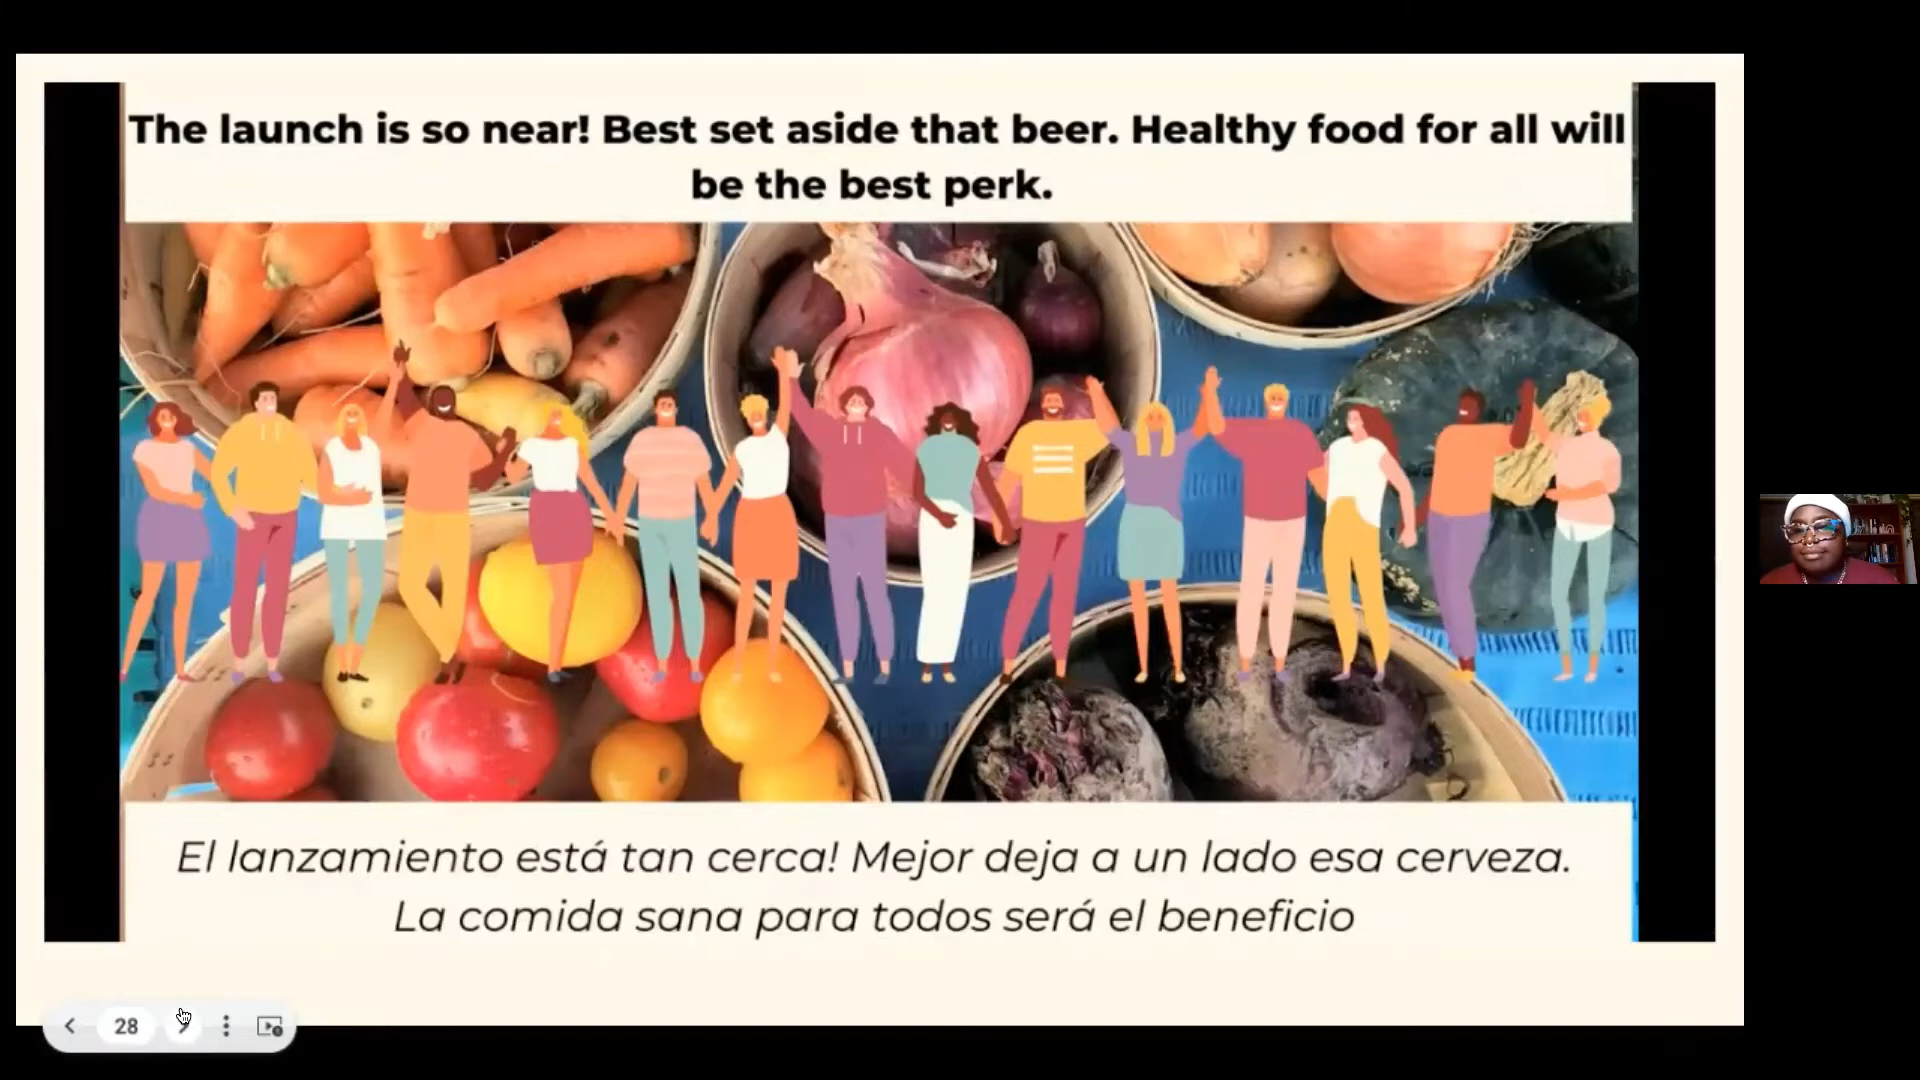 The launch is so near! Best set aside that beer. Healthy food for all will
be the best perk.
El lanzamiento está tan cerca! Mejor deja a un lado esa cerveza.
La comida sana para todos será el beneficio
28